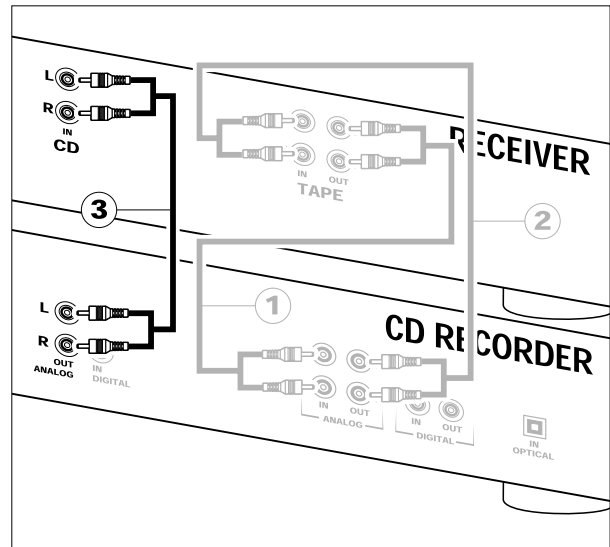 L
R
IN
CD
IN OUT
TAPE
RECEIVER
3
2
1
L
R
OUT
ANALOG
IN
DIGITAL
CD RECORDER
IN OUT
ANALOG
IN OUT
DIGITAL
IN
OPTICAL